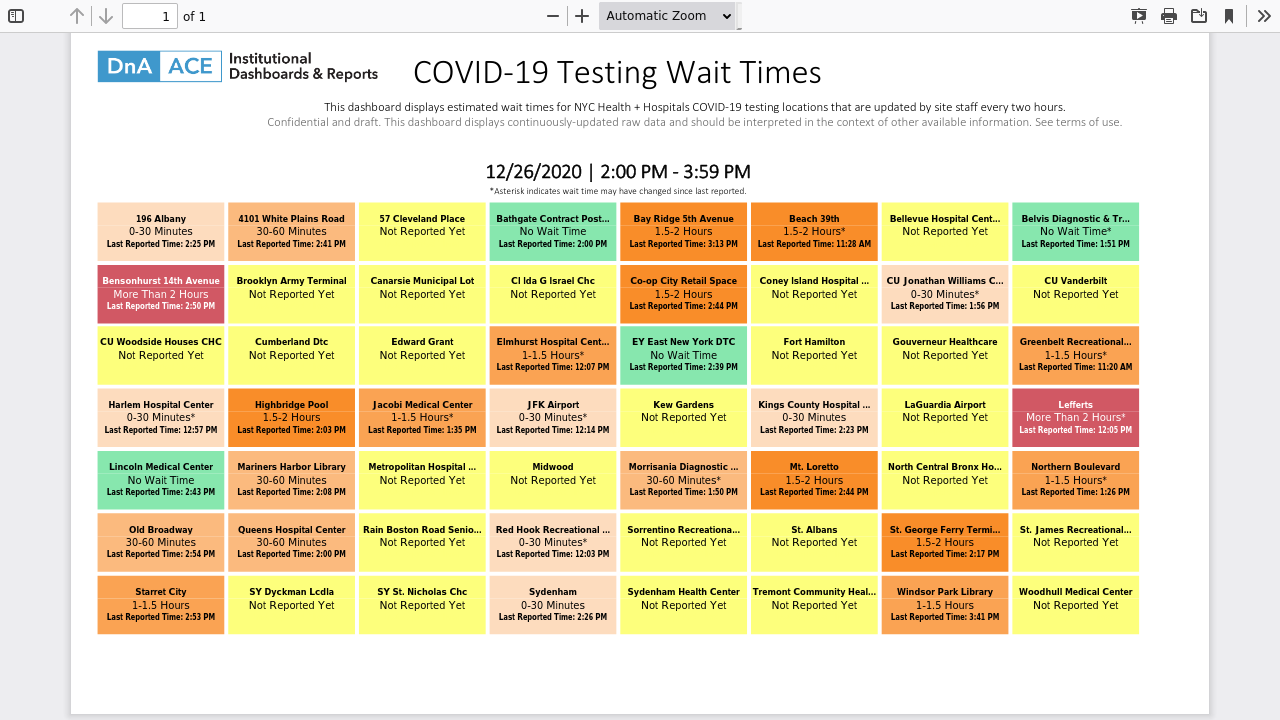 1 of 1 Automatic Zoom
DnA ACE Institutional Dashboards & Reports
COVID-19 Testing Wait Times
This dashboard displays estimated wait times for NYC Health + Hospitals COVID-19 testing locations that are updated by site staff every two hours.
Confidential and draft. This dashboard displays continuously-updated raw data and should be interpreted in the context of other available information. See terms of use.
12/26/2020 | 2:00 PM - 3:59 PM
*Asterisk indicates wait time may have changed since last reported.
196 Albany
0-30 Minutes
Last Reported Time: 2:25 PM
4101 White Plains Road
30-60 Minutes
Last Reported Time: 2:41 PM
57 Cleveland Place
Not Reported Yet
Bathgate Contract Post...
No Wait Time
Last Reported Time: 2:00 PM
Bay Ridge 5th Avenue
1.5-2 Hours
Last Reported Time: 3:13 PM
Beach 39th
1.5-2 Hours*
Last Reported Time: 11:28 AM
Bellevue Hospital Cent...
Not Reported Yet
Belvis Diagnostic & Tr...
No Wait Time*
Last Reported Time: 1:51 PM
Bensonhurst 14th Avenue
More Than 2 Hours
Last Reported Time: 2:50 PM
Brooklyn Army Terminal
Not Reported Yet
Canarsie Municipal Lot
Not Reported Yet
CI Ida G Israel Chc
Not Reported Yet
Co-op City Retail Space
1.5-2 Hours
Last Reported Time: 2:44 PM
Coney Island Hospital ...
Not Reported Yet
CU Jonathan Williams C...
0-30 Minutes*
Last Reported Time: 1:56 PM
CU Vanderbilt
Not Reported Yet
CU Woodside Houses CHC
Not Reported Yet
Cumberland Dtc
Not Reported Yet
Edward Grant
Not Reported Yet
Elmhurst Hospital Cent...
1-1.5 Hours*
Last Reported Time: 12:07 PM
EY East New York DTC
No Wait Time
Last Reported Time: 2:39 PM
Fort Hamilton
Not Reported Yet
Gouverneur Healthcare
Not Reported Yet
Greenbelt Recreational...
1-1.5 Hours*
Last Reported Time: 11:20 AM
Harlem Hospital Center
0-30 Minutes*
Last Reported Time: 12:57 PM
Highbridge Pool
1.5-2 Hours
Last Reported Time: 2:03 PM
Jacobi Medical Center
1-1.5 Hours*
Last Reported Time: 1:35 PM
JFK Airport
0-30 Minutes*
Last Reported Time: 12:14 PM
Kew Gardens
Not Reported Yet
Kings County Hospital ...
0-30 Minutes
Last Reported Time: 2:23 PM
LaGuardia Airport
Not Reported Yet
Lefferts
More Than 2 Hours*
Last Reported Time: 12:05 PM
Lincoln Medical Center
No Wait Time
Last Reported Time: 2:43 PM
Mariners Harbor Library
30-60 Minutes
Last Reported Time: 2:08 PM
Metropolitan Hospital ...
Not Reported Yet
Midwood
Not Reported Yet
Morrisania Diagnostic ...
30-60 Minutes*
Last Reported Time: 1:50 PM
Mt. Loretto
1.5-2 Hours
Last Reported Time: 2:44 PM
North Central Bronx Ho...
Not Reported Yet
Northern Boulevard
1-1.5 Hours*
Last Reported Time: 1:26 PM
Old Broadway
30-60 Minutes
Last Reported Time: 2:54 PM
Queens Hospital Center
30-60 Minutes
Last Reported Time: 2:00 PM
Rain Boston Road Senio...
Not Reported Yet
Red Hook Recreational ...
0-30 Minutes*
Last Reported Time: 12:03 PM
Sorrentino Recreationa...
Not Reported Yet
St. Albans
Not Reported Yet
St. George Ferry Termi...
1.5-2 Hours
Last Reported Time: 2:17 PM
St. James Recreational...
Not Reported Yet
Starret City
1-1.5 Hours
Last Reported Time: 2:53 PM
SY Dyckman Lcdla
Not Reported Yet
SY St. Nicholas Chc
Not Reported Yet
Sydenham
0-30 Minutes
Last Reported Time: 2:26 PM
Sydenham Health Center
Not Reported Yet
Tremont Community Heal...
Not Reported Yet
Windsor Park Library
1-1.5 Hours
Last Reported Time: 3:41 PM
Woodhull Medical Center
Not Reported Yet